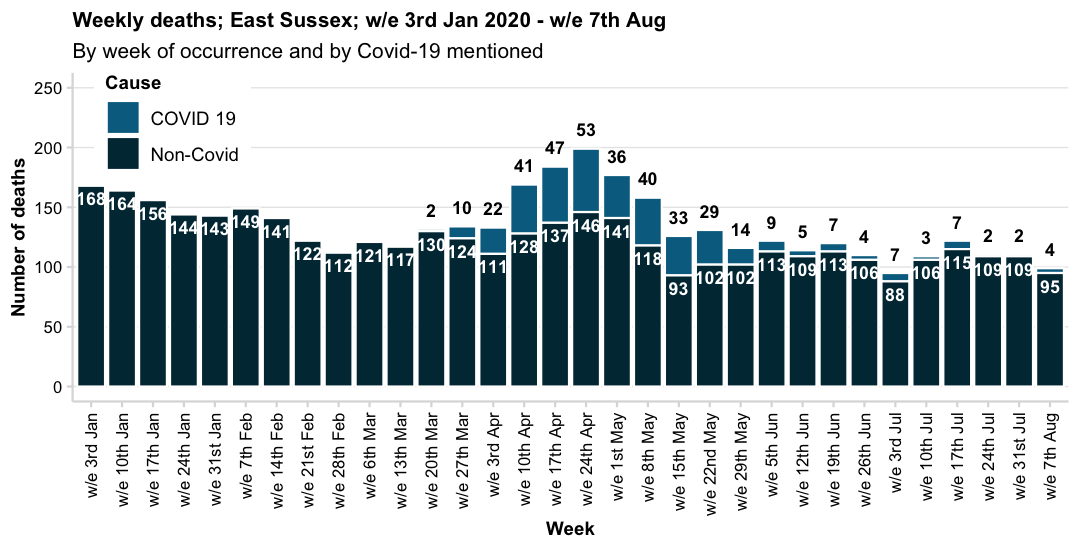 Weekly deaths; East Sussex; w/e 3rd Jan 2020 - w/e 7th Aug
By week of occurrence and by Covid-19 mentioned
Cause
COVID 19
Non-Covid
Number of deaths
250
200
150
100
50
0
2 10 22 41 47 53 36 40 33 29 14 9 5 7 4 7 3 7 2 2 4
168 164 156 144 143 149 141 122 112 121 117 130 124 111 128 137 146 141 118 93 102 102 113 109 113 106 88 106 115 109 109 95
w/e 3rd Jan
w/e 10th Jan
w/e 17th Jan
w/e 24th Jan
w/e 31st Jan
w/e 7th Feb
w/e 14th Feb
w/e 21st Feb
w/e 28th Feb
w/e 6th Mar
w/e 13th Mar
w/e 20th Mar
w/e 27th Mar
w/e 3rd Apr
w/e 10th Apr
w/e 17th Apr
w/e 24th Apr
w/e 1st May
w/e 8th May
w/e 15th May
w/e 22nd May
w/e 29th May
w/e 5th Jun
w/e 12th Jun
w/e 19th Jun
w/e 26th Jun
w/e 3rd Jul
w/e 10th Jul
w/e 17th Jul
w/e 24th Jul
w/e 31st Jul
w/e 7th Aug
Week